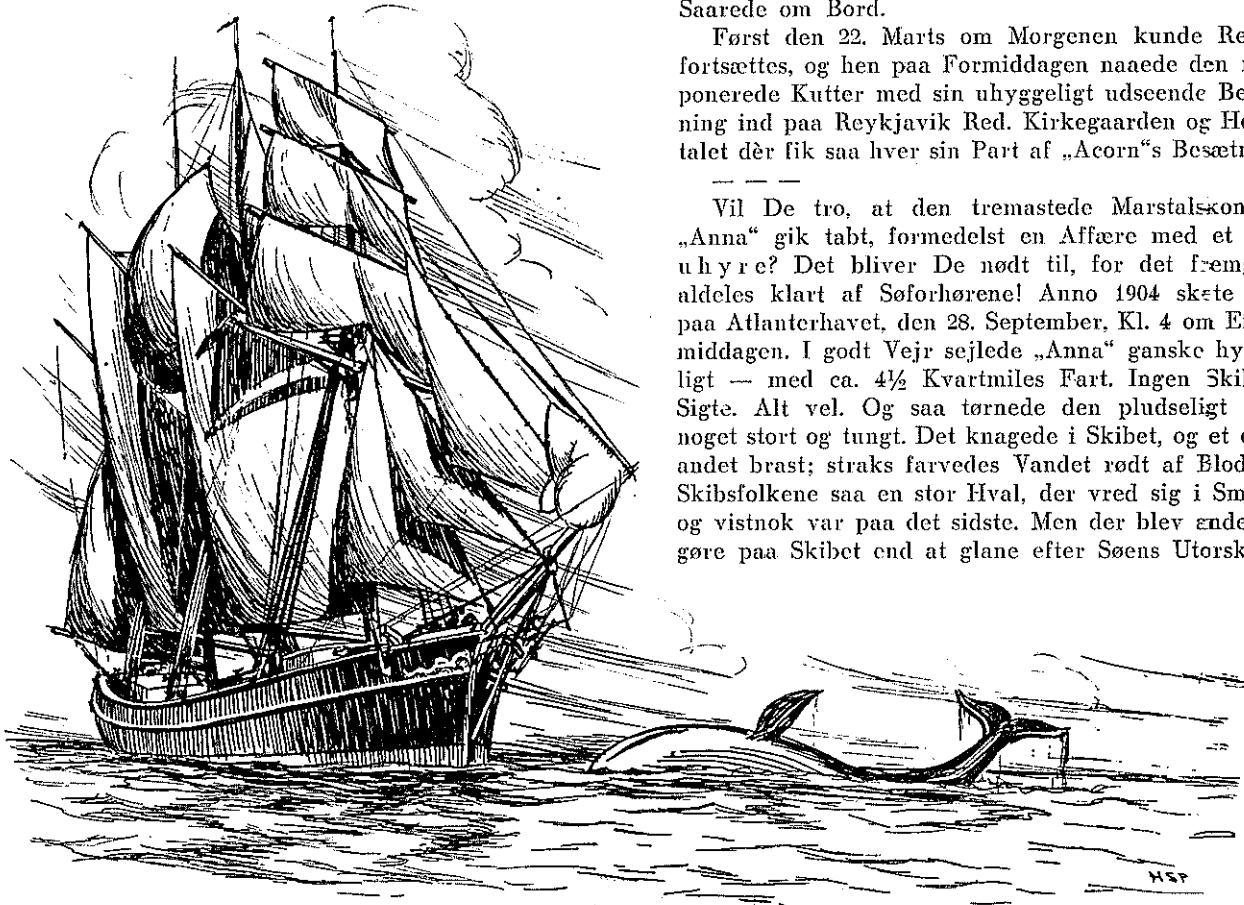 Saarede om Bord.
Først den 22. Marts om Morgenen kunde Re
fortsættes, og hen paa Formiddagen naaede den
ponerede Kutter med sin uhyggeligt udseende Be
ning ind paa Reykjavik Red. Kirkegaarden og Ho
talet dèr fik saa hver sin Part af „Acorn“s Besætn
— — —
Vil De tro, at den tremastede Marstalskon
„Anna“ gik tabt, formedelst en Affære med et
uhyre? Det bliver De nødt til, for det frem
aldeles klart af Søforhørene! Anno 1904 skete
paa Atlanterhavet, den 28. September, Kl. 4 om E
middagen. I godt Vejr sejlede „Anna“ ganske hy
ligt — med ca. 4½ Kvartmiles Fart. Ingen Skib
Sigte. Alt vel. Og saa tørnede den pludseligt
noget stort og tungt. Det knagede i Skibet, og et
andet brast; straks farvedes Vandet rødt af Blod
Skibsfolkene saa en stor Hval, der vred sig i Sm
og vistnok var paa det sidste. Men der blev ande
gøre paa Skibet end at glane efter Søens Utorsk
HSP